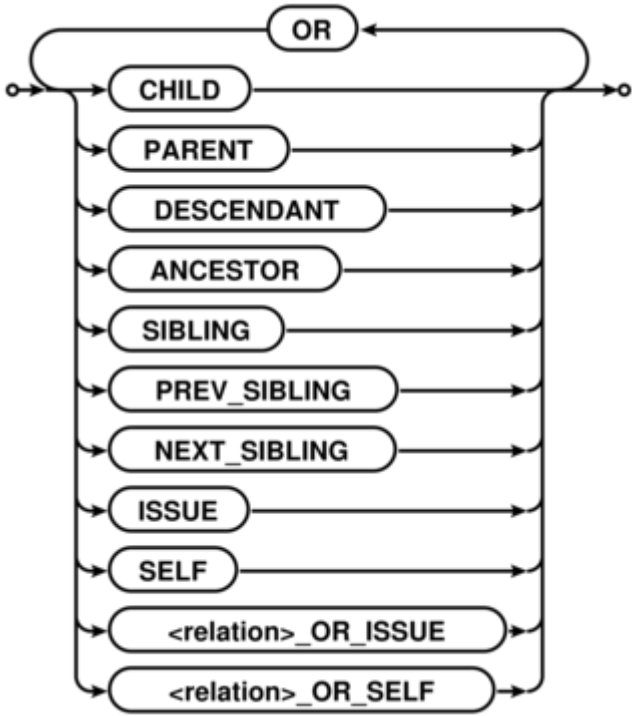 OR
CHILD
PARENT
DESCENDANT
ANCESTOR
SIBLING
PREV_SIBLING
NEXT_SIBLING
ISSUE
SELF
<relation>_OR_ISSUE
<relation>_OR_SELF